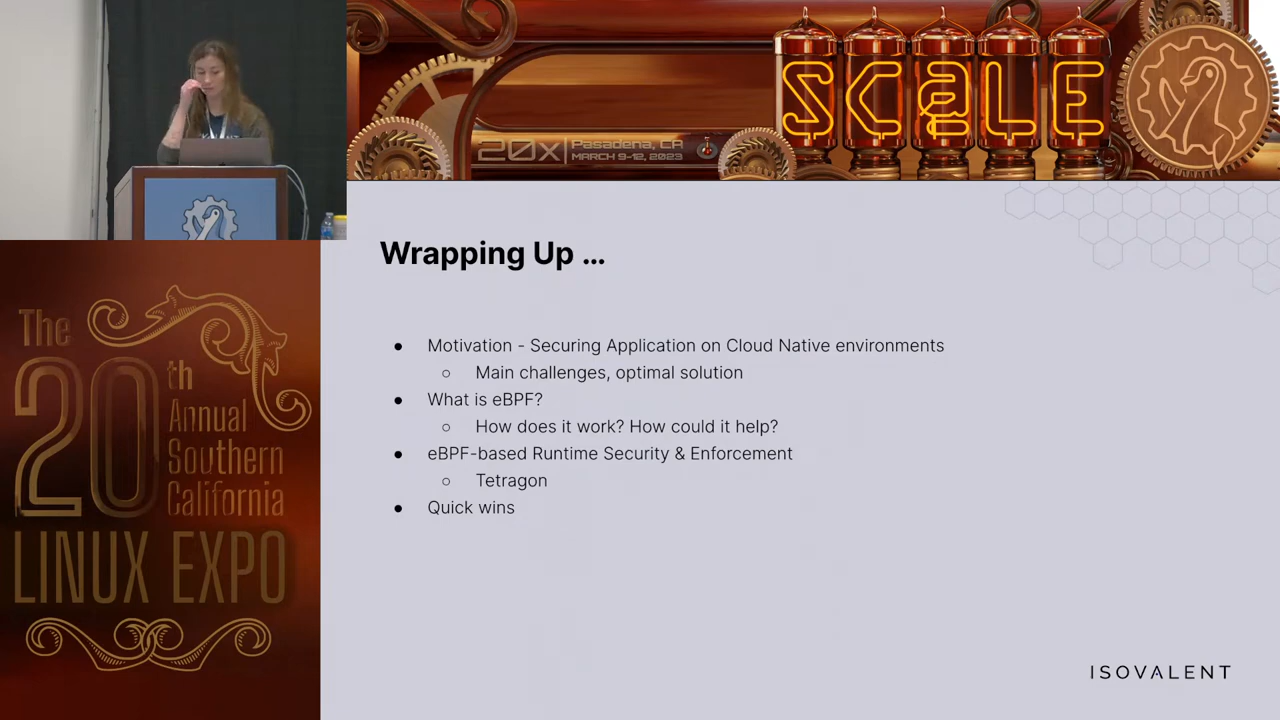 SCaLE
20x
Pasadena, CA
MARCH 9-12, 2023
The
20th
Annual
Southern
California
LINUX EXPO
Wrapping Up ...
● Motivation - Securing Application on Cloud Native environments
○ Main challenges, optimal solution
● What is eBPF?
○ How does it work? How could it help?
● eBPF-based Runtime Security & Enforcement
○ Tetragon
● Quick wins
ISOVALENT